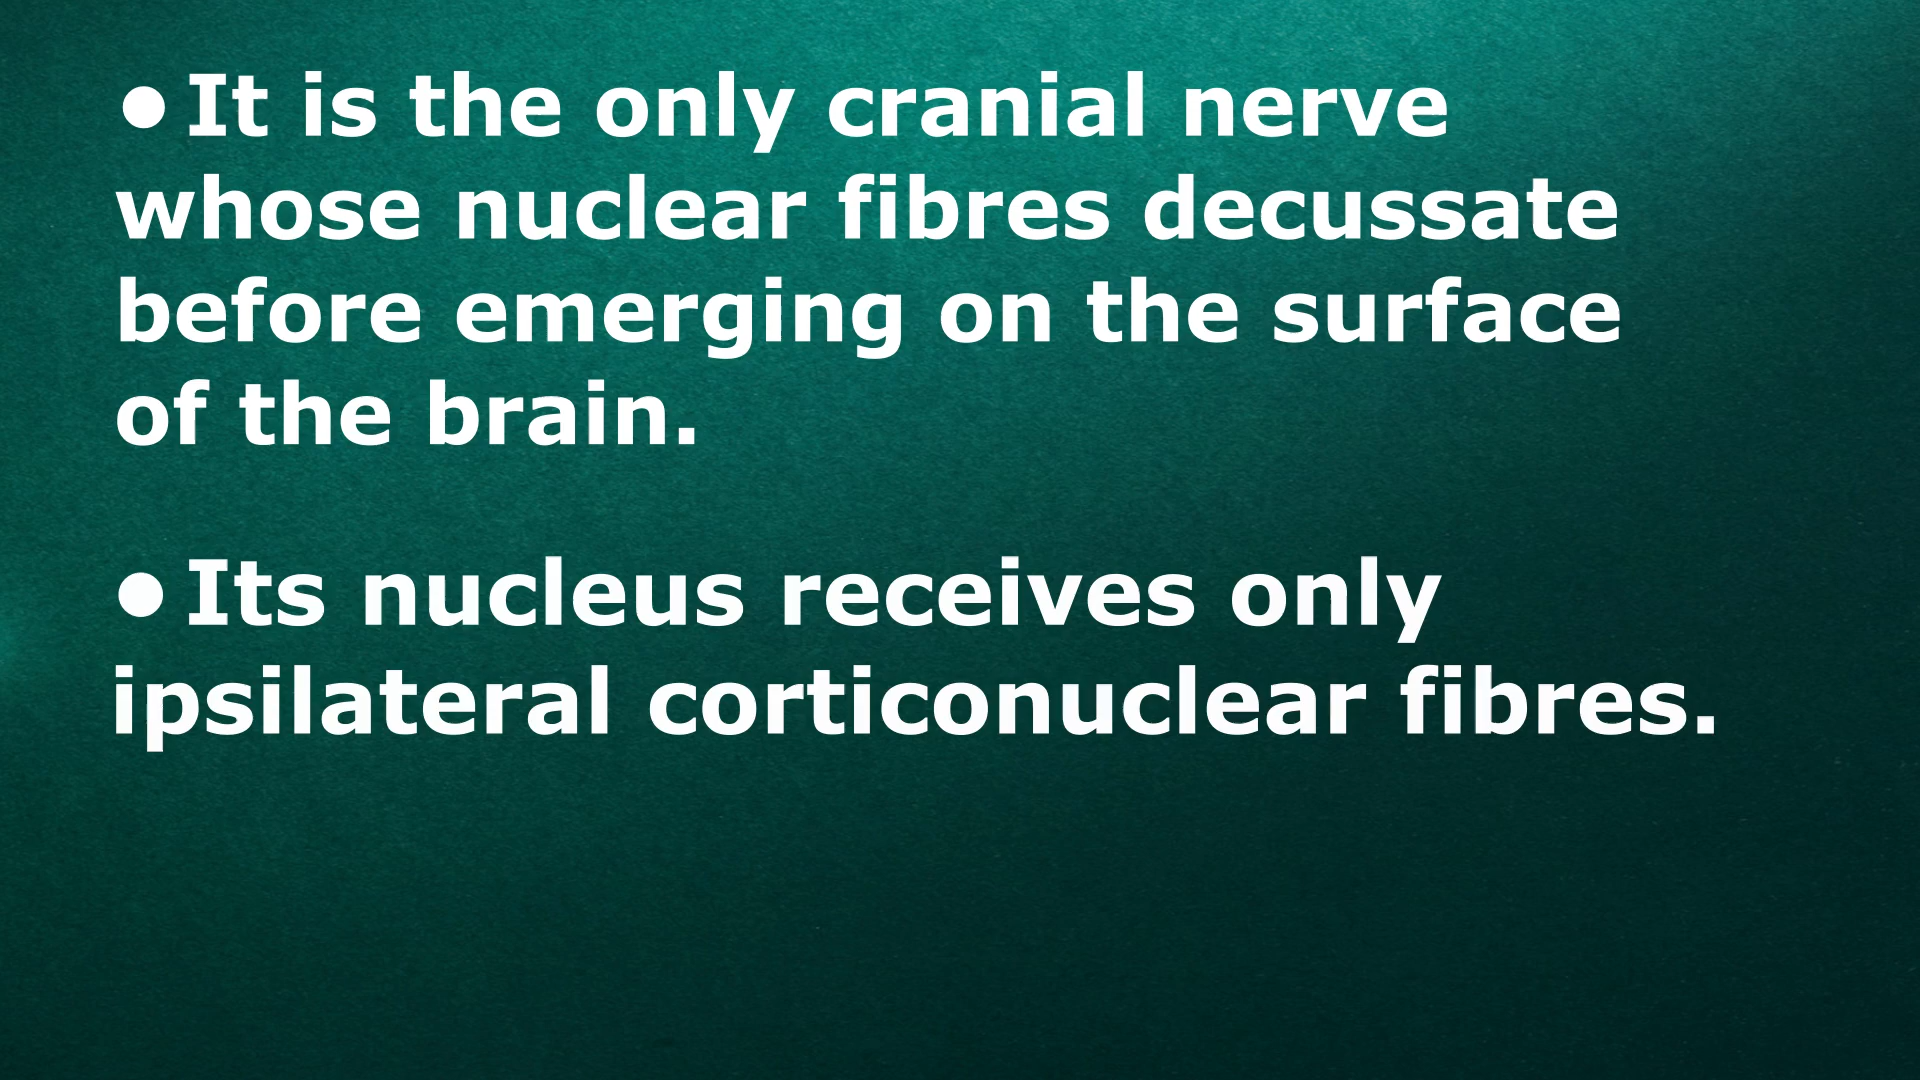 ●It is the only cranial nerve
whose nuclear fibres decussate
before emerging on the surface
of the brain.
●Its nucleus receives only
ipsilateral corticonuclear fibres.